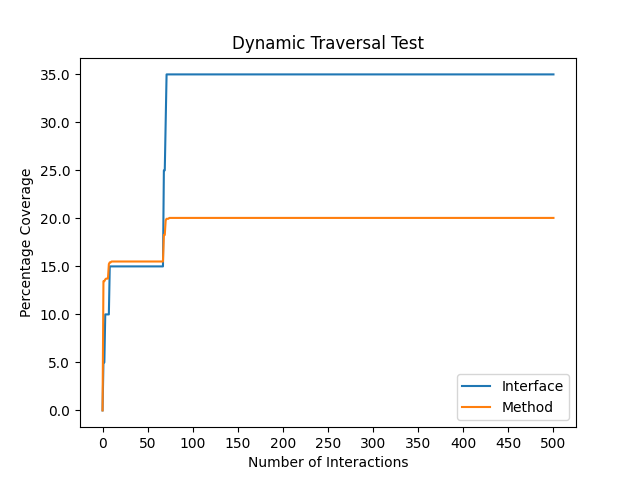 Dynamic Traversal Test
Percentage Coverage
35.0
30.0
25.0
20.0
15.0
10.0
5.0
0.0
0 50 100 150 200 250 300 350 400 450 500
Number of Interactions
Interface
Method